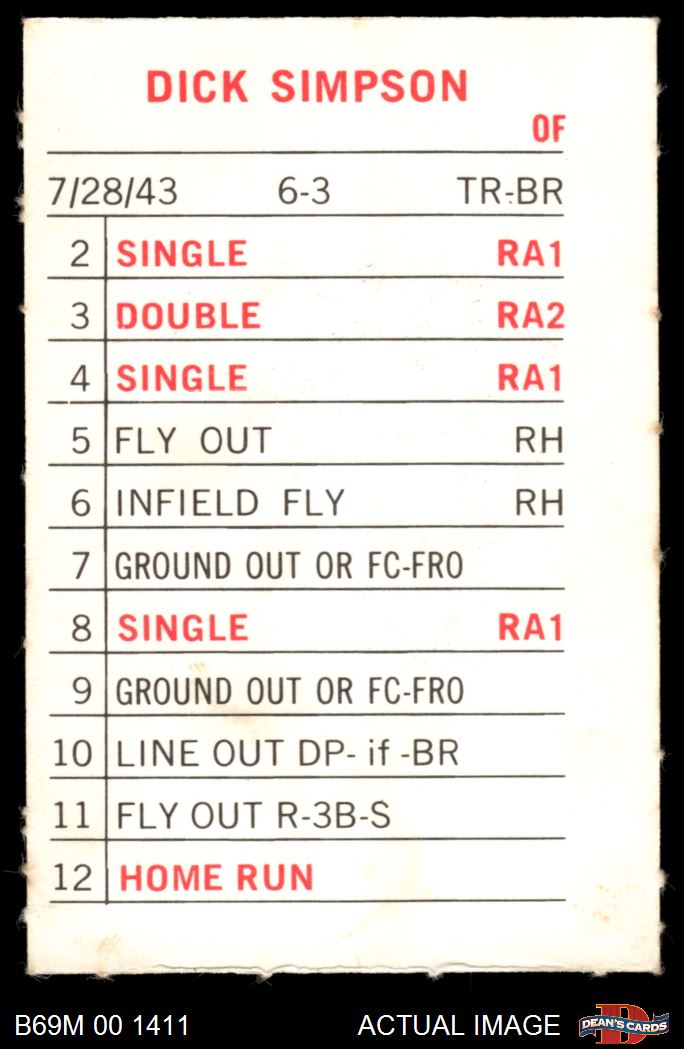 DICK SIMPSON
OF
7/28/43 6-3 TR-BR
2 SINGLE RA1
3 DOUBLE RA2
4 SINGLE RA1
5 FLY OUT RH
6 INFIELD FLY RH
7 GROUND OUT OR FC-FRO
8 SINGLE RA1
9 GROUND OUT OR FC-FRO
10 LINE OUT DP- if -BR
11 FLY OUT R-3B-S
12 HOME RUN
B69M 00 1411 ACTUAL IMAGE D DEAN'S CARDS